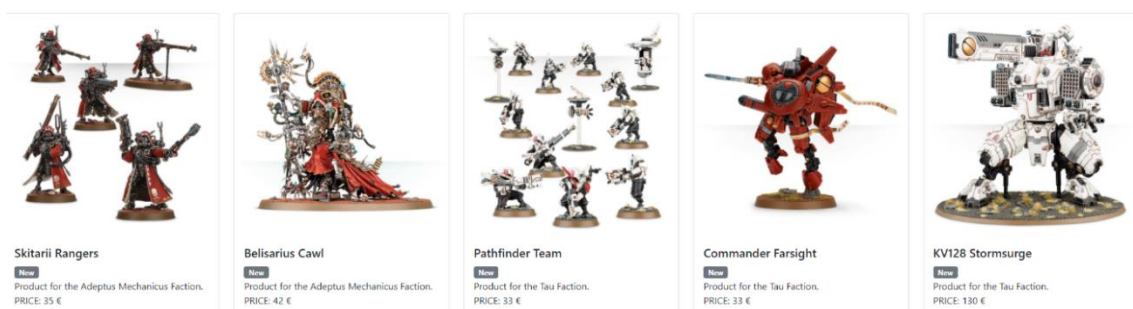 Skitarii Rangers
New
Product for the Adeptus Mechanicus Faction.
PRICE: 35 €
Belisarius Cawl
New
Product for the Adeptus Mechanicus Faction.
PRICE: 42 €
Pathfinder Team
New
Product for the Tau Faction.
PRICE: 33 €
Commander Farsight
New
Product for the Tau Faction.
PRICE: 33 €
KV128 Stormsurge
New
Product for the Tau Faction.
PRICE: 130 €